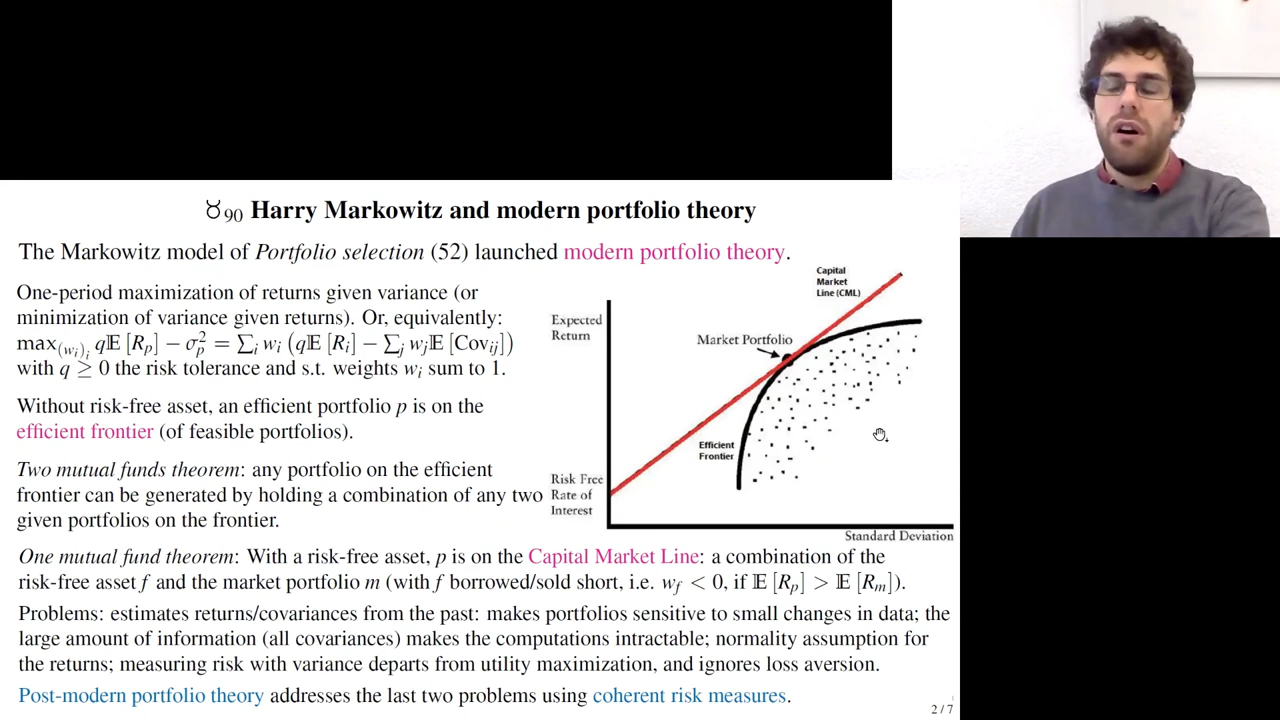 ♉90 Harry Markowitz and modern portfolio theory
The Markowitz model of Portfolio selection (52) launched modern portfolio theory.
One-period maximization of returns given variance (or
minimization of variance given returns). Or, equivalently:
max(wi)i q𝔼 [Rp] − σ²p = ∑i wi (q𝔼 [Ri] − ∑j wj𝔼 [Covij])
with q ≥ 0 the risk tolerance and s.t. weights wi sum to 1.
Without risk-free asset, an efficient portfolio p is on the
efficient frontier (of feasible portfolios).
Two mutual funds theorem: any portfolio on the efficient
frontier can be generated by holding a combination of any two
given portfolios on the frontier.
Capital
Market
Line (CML)
Expected
Return
Market Portfolio
Efficient
Frontier
Risk Free
Rate of
Interest
Standard Deviation
One mutual fund theorem: With a risk-free asset, p is on the Capital Market Line: a combination of the
risk-free asset f and the market portfolio m (with f borrowed/sold short, i.e. wf < 0, if 𝔼 [Rp] > 𝔼 [Rm]).
Problems: estimates returns/covariances from the past: makes portfolios sensitive to small changes in data; the
large amount of information (all covariances) makes the computations intractable; normality assumption for
the returns; measuring risk with variance departs from utility maximization, and ignores loss aversion.
Post-modern portfolio theory addresses the last two problems using coherent risk measures.
2 / 7